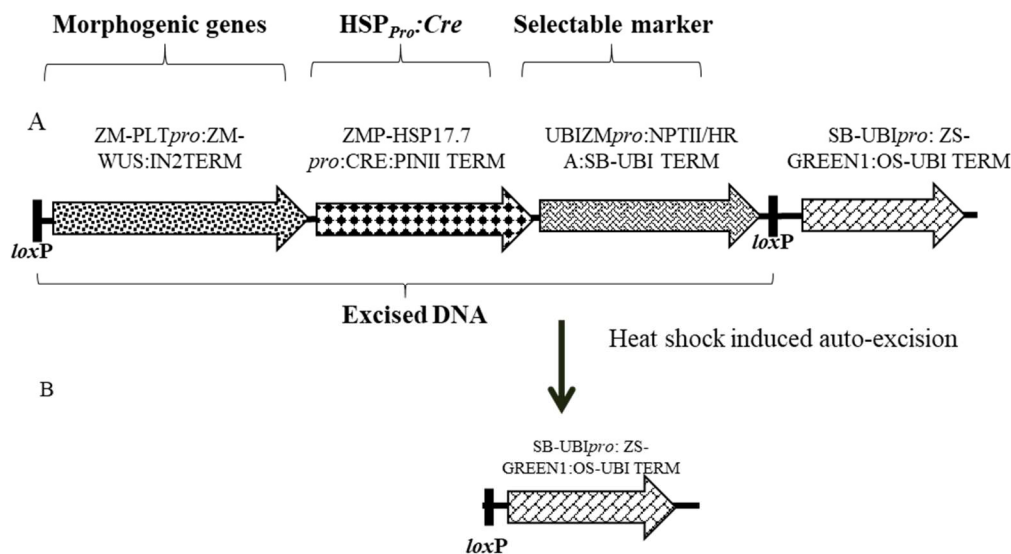 Morphogenic genes
HSPPro:Cre
Selectable marker
A
ZM-PLTpro:ZM-
WUS:IN2TERM
ZMP-HSP17.7
pro:CRE:PINII TERM
UBIZMpro:NPTII/HR
A:SB-UBI TERM
SB-UBIpro: ZS-
GREEN1:OS-UBI TERM
loxP
loxP
Excised DNA
Heat shock induced auto-excision
B
SB-UBIpro: ZS-
GREEN1:OS-UBI TERM
loxP